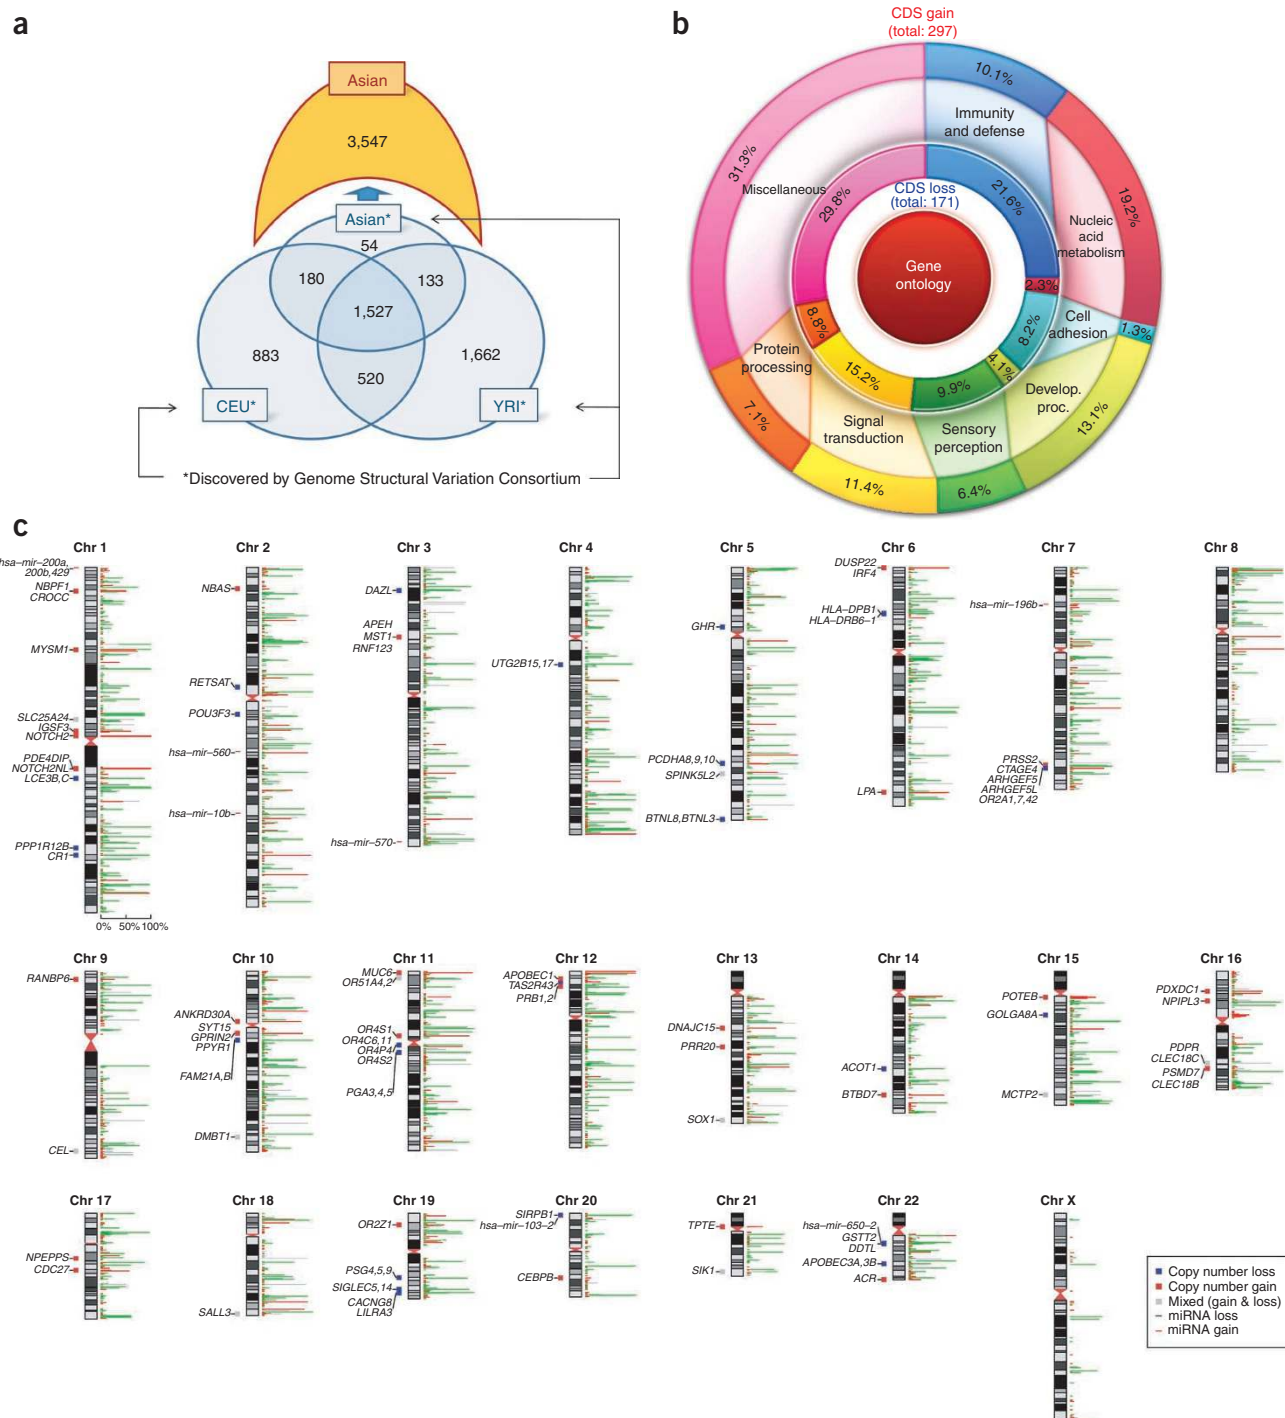 a
Asian
3,547
Asian*
54
180
133
1,527
883
1,662
520
CEU*
YRI*
*Discovered by Genome Structural Variation Consortium
b
CDS gain
(total: 297)
10.1%
Immunity
and defense
31.3%
19.2%
Miscellaneous
29.8%
CDS loss
(total: 171)
21.6%
Nucleic
acid
metabolism
Gene
ontology
2.3%
8.8%
8.2%
Cell
adhesion
1.3%
Protein
processing
15.2%
9.9%
4.1%
Develop.
proc.
7.1%
Signal
transduction
Sensory
perception
13.1%
11.4%
6.4%
c
Chr 1
hsa-mir-200a,
200b,429
NBPF1
CROCC
MYSM1
SLC25A24
IGSF3
NOTCH2
PDE4DIP
NOTCH2NL
LCE3B,C
PPP1R12B
CR1
0% 50% 100%
Chr 2
NBAS
RETSAT
POU3F3
hsa-mir-560
hsa-mir-10b
Chr 3
DAZL
APEH
MST1
RNF123
hsa-mir-570
Chr 4
UTG2B15,17
Chr 5
GHR
PCDHA8,9,10
SPINK5L2
BTNL8,BTNL3
Chr 6
DUSP22
IRF4
HLA-DPB1
HLA-DRB6-1
LPA
Chr 7
hsa-mir-196b
PRSS2
CTAGE4
ARHGEF5
ARHGEF5L
OR2A1,7,42
Chr 8
Chr 9
RANBP6
CEL
Chr 10
ANKRD30A
SYT15
GPRIN2
PPYR1
FAM21A,B
DMBT1
Chr 11
MUC6
OR51A4,2
OR4S1
OR4C6,11
OR4P4
OR4S2
PGA3,4,5
Chr 12
APOBEC1
TAS2R43
PRB1,2
Chr 13
DNAJC15
PRR20
SOX1
Chr 14
ACOT1
BTBD7
Chr 15
POTEB
GOLGA8A
MCTP2
Chr 16
PDXDC1
NPIPL3
PDPR
CLEC18C
PSMD7
CLEC18B
Chr 17
NPEPPS
CDC27
Chr 18
SALL3
Chr 19
OR2Z1
PSG4,5,9
SIGLEC5,14
CACNG8
LILRA3
Chr 20
SIRPB1
hsa-mir-103-2
CEBPB
Chr 21
TPTE
SIK1
Chr 22
hsa-mir-650-2
GSTT2
DDTL
APOBEC3A,3B
ACR
Chr X
Copy number loss
Copy number gain
Mixed (gain & loss)
miRNA loss
miRNA gain